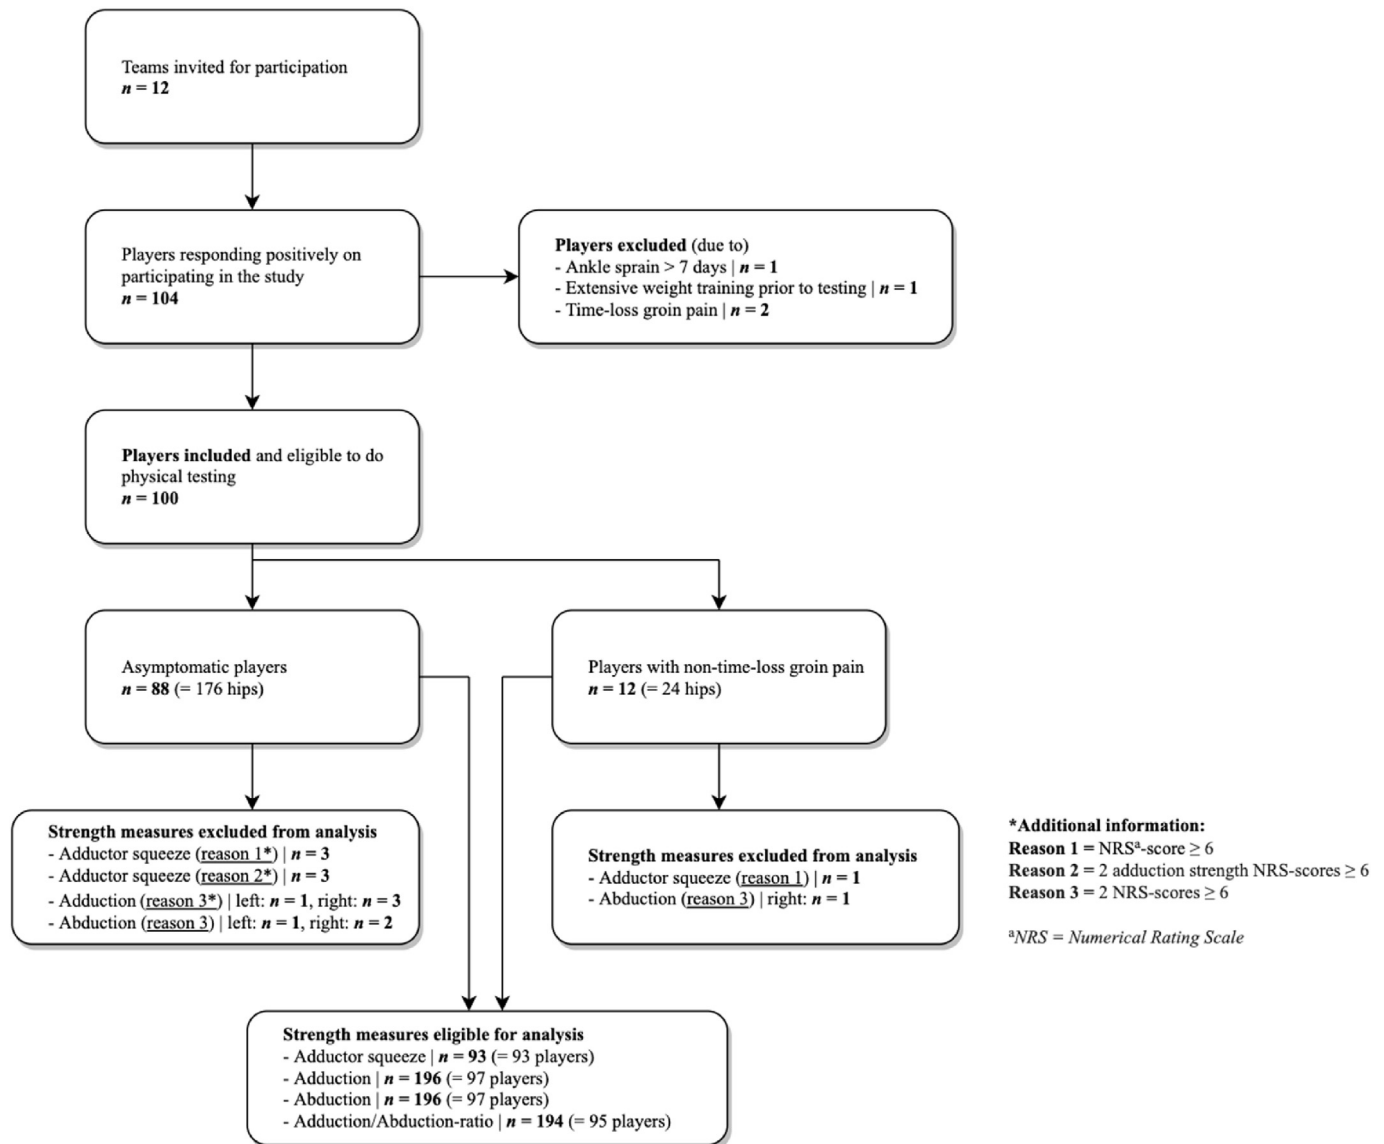 Teams invited for participation
n = 12
Players responding positively on
participating in the study
n = 104
Players excluded (due to)
- Ankle sprain > 7 days | n = 1
- Extensive weight training prior to testing | n = 1
- Time-loss groin pain | n = 2
Players included and eligible to do
physical testing
n = 100
Asymptomatic players
n = 88 (= 176 hips)
Players with non-time-loss groin pain
n = 12 (= 24 hips)
Strength measures excluded from analysis
- Adductor squeeze (reason 1*) | n = 3
- Adductor squeeze (reason 2*) | n = 3
- Adduction (reason 3*) | left: n = 1, right: n = 3
- Abduction (reason 3) | left: n = 1, right: n = 2
Strength measures excluded from analysis
- Adductor squeeze (reason 1) | n = 1
- Abduction (reason 3) | right: n = 1
*Additional information:
Reason 1 = NRSᵃ-score ≥ 6
Reason 2 = 2 adduction strength NRS-scores ≥ 6
Reason 3 = 2 NRS-scores ≥ 6
ᵃNRS = Numerical Rating Scale
Strength measures eligible for analysis
- Adductor squeeze | n = 93 (= 93 players)
- Adduction | n = 196 (= 97 players)
- Abduction | n = 196 (= 97 players)
- Adduction/Abduction-ratio | n = 194 (= 95 players)